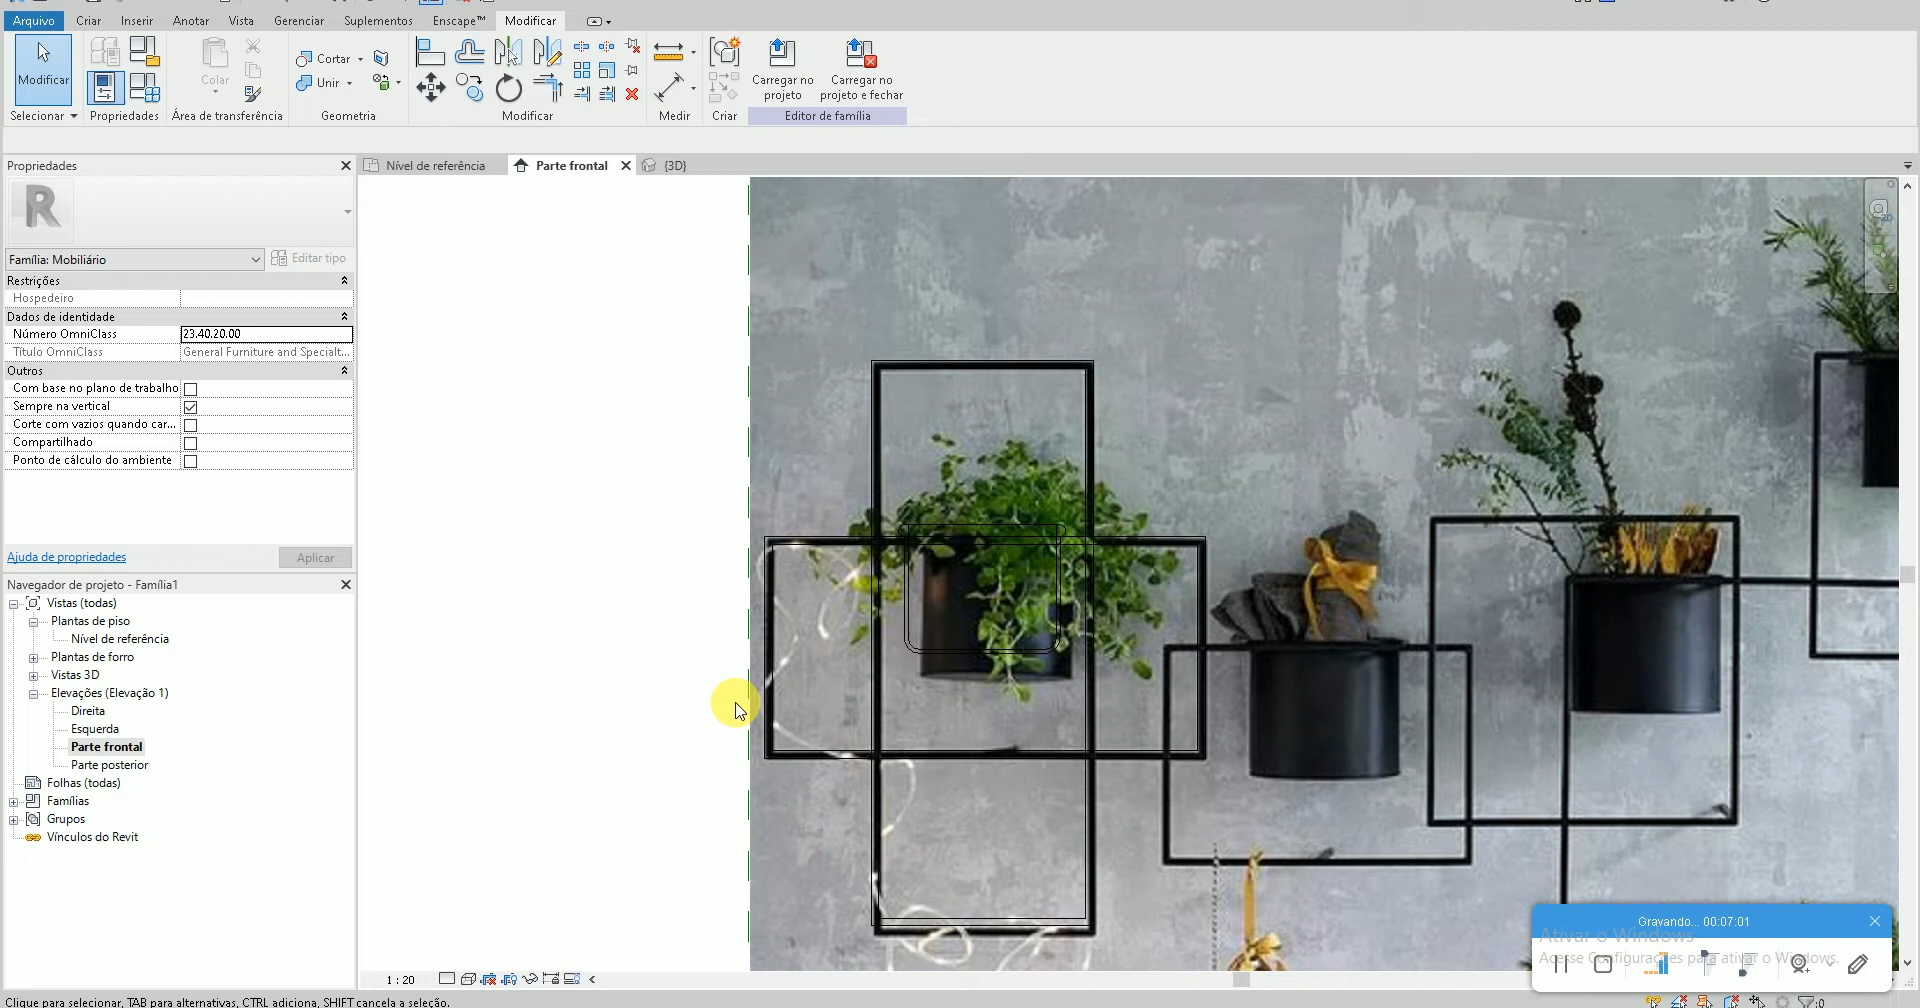 Arquivo Criar Inserir Anotar Vista Gerenciar Suplementos Enscape™ Modificar
Modificar
Colar
Cortar
Unir
Carregar no projeto
Carregar no projeto e fechar
Selecionar Propriedades Área de transferência Geometria Modificar Medir Criar Editor de família
Propriedades
Nível de referência Parte frontal {3D}
R
Família: Mobiliário Editar tipo
Restrições
Hospedeiro
Dados de identidade
Número OmniClass 23.40.20.00
Título OmniClass General Furniture and Specialt...
Outros
Com base no plano de trabalho
Sempre na vertical
Corte com vazios quando car...
Compartilhado
Ponto de cálculo do ambiente
Ajuda de propriedades Aplicar
Navegador de projeto - Família1
Vistas (todas)
Plantas de piso
Nível de referência
Plantas de forro
Vistas 3D
Elevações (Elevação 1)
Direita
Esquerda
Parte frontal
Parte posterior
Folhas (todas)
Famílias
Grupos
Vínculos do Revit
Gravando... 00:07:01
Ativar o Windows
Acesse Configurações para ativar o Windows.
1 : 20
Clique para selecionar, TAB para alternativas, CTRL adiciona, SHIFT cancela a seleção.
:0